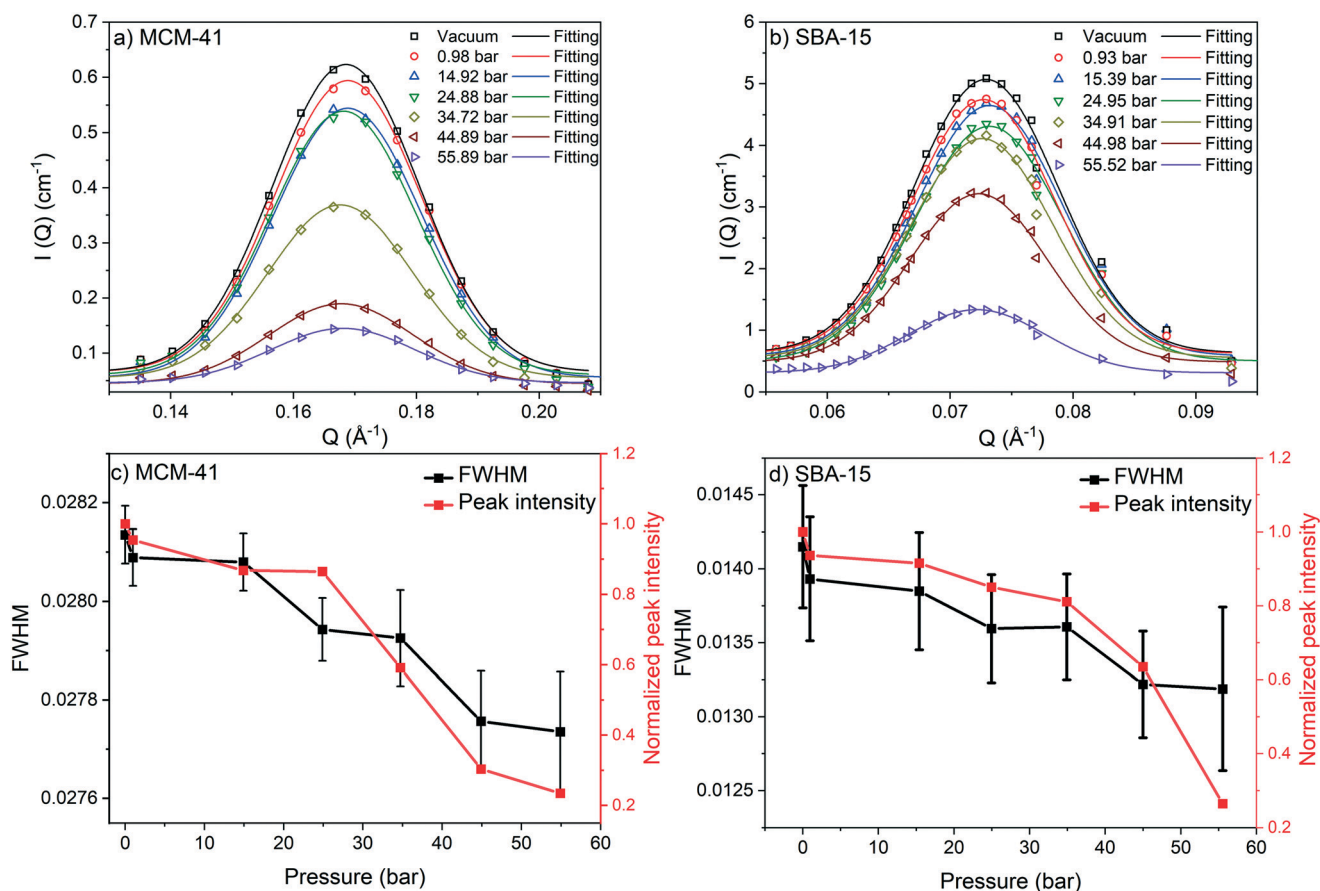 a) MCM-41
Vacuum Fitting
0.98 bar Fitting
14.92 bar Fitting
24.88 bar Fitting
34.72 bar Fitting
44.89 bar Fitting
55.89 bar Fitting
0.7
0.6
0.5
0.4
0.3
0.2
0.1
I (Q) (cm⁻¹)
0.14 0.16 0.18 0.20
Q (Å⁻¹)
b) SBA-15
Vacuum Fitting
0.93 bar Fitting
15.39 bar Fitting
24.95 bar Fitting
34.91 bar Fitting
44.98 bar Fitting
55.52 bar Fitting
6
5
4
3
2
1
0
I (Q) (cm⁻¹)
0.06 0.07 0.08 0.09
Q (Å⁻¹)
c) MCM-41
FWHM
Peak intensity
0.0282
0.0280
0.0278
0.0276
FWHM
1.2
1.0
0.8
0.6
0.4
0.2
Normalized peak intensity
0 10 20 30 40 50 60
Pressure (bar)
d) SBA-15
FWHM
Peak intensity
0.0145
0.0140
0.0135
0.0130
0.0125
FWHM
1.2
1.0
0.8
0.6
0.4
0.2
Normalized peak intensity
0 10 20 30 40 50 60
Pressure (bar)